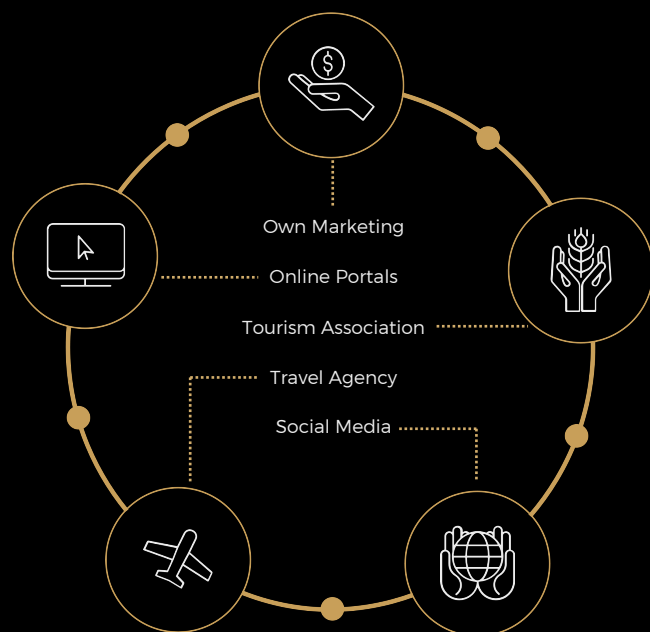 Own Marketing
Online Portals
Tourism Association
Travel Agency
Social Media